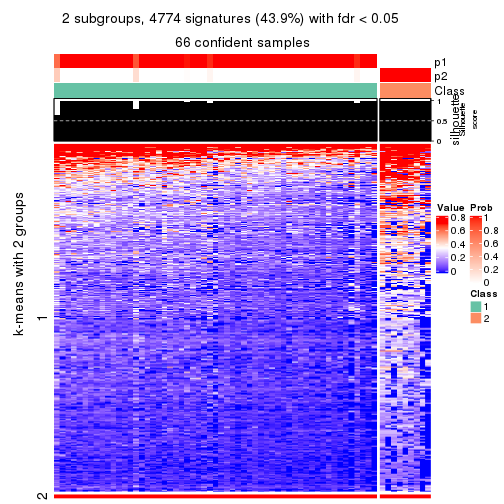 2 subgroups, 4774 signatures (43.9%) with fdr < 0.05
66 confident samples
p1
p2
Class
silhouette
Silhouette
score
1
0.5
0
k-means with 2 groups
1
2
Value
0.8
0.6
0.4
0.2
0
Prob
1
0.8
0.6
0.4
0.2
0
Class
1
2